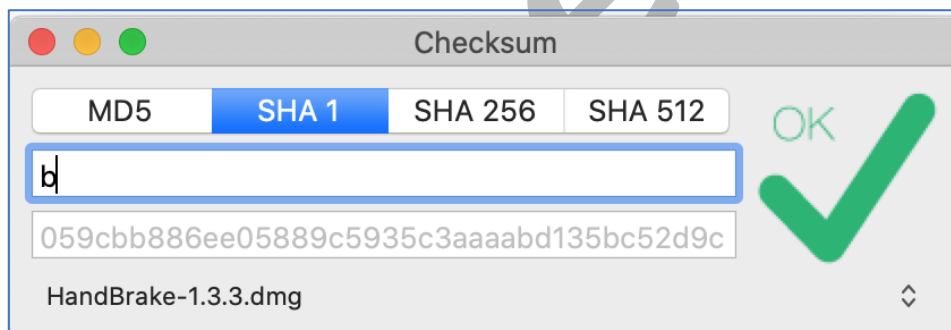 Checksum
MD5 SHA 1 SHA 256 SHA 512
OK
b
059cbb886ee05889c5935c3aaaabd135bc52d9c
HandBrake-1.3.3.dmg